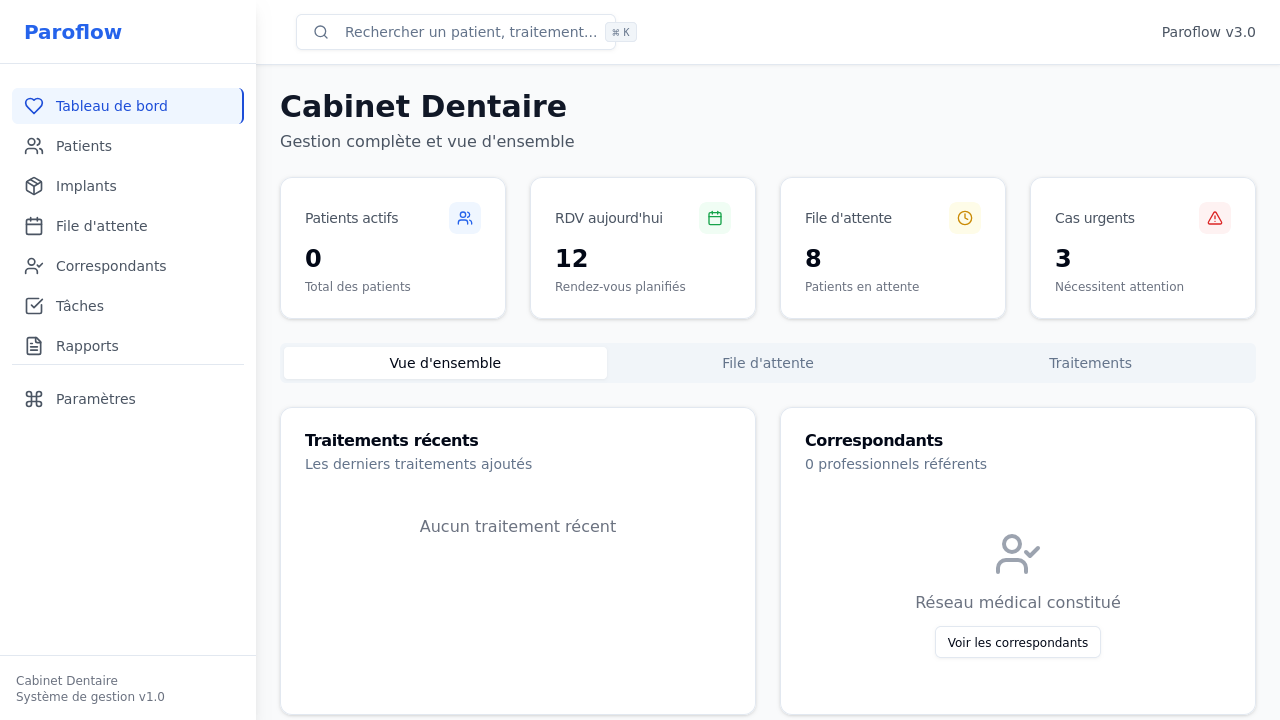 Paroflow
Rechercher un patient, traitement...
⌘ K
Paroflow v3.0
Tableau de bord
Patients
Implants
File d'attente
Correspondants
Tâches
Rapports
Paramètres
Cabinet Dentaire
Système de gestion v1.0
Cabinet Dentaire
Gestion complète et vue d'ensemble
Patients actifs
0
Total des patients
RDV aujourd'hui
12
Rendez-vous planifiés
File d'attente
8
Patients en attente
Cas urgents
3
Nécessitent attention
Vue d'ensemble
File d'attente
Traitements
Traitements récents
Les derniers traitements ajoutés
Aucun traitement récent
Correspondants
0 professionnels référents
Réseau médical constitué
Voir les correspondants